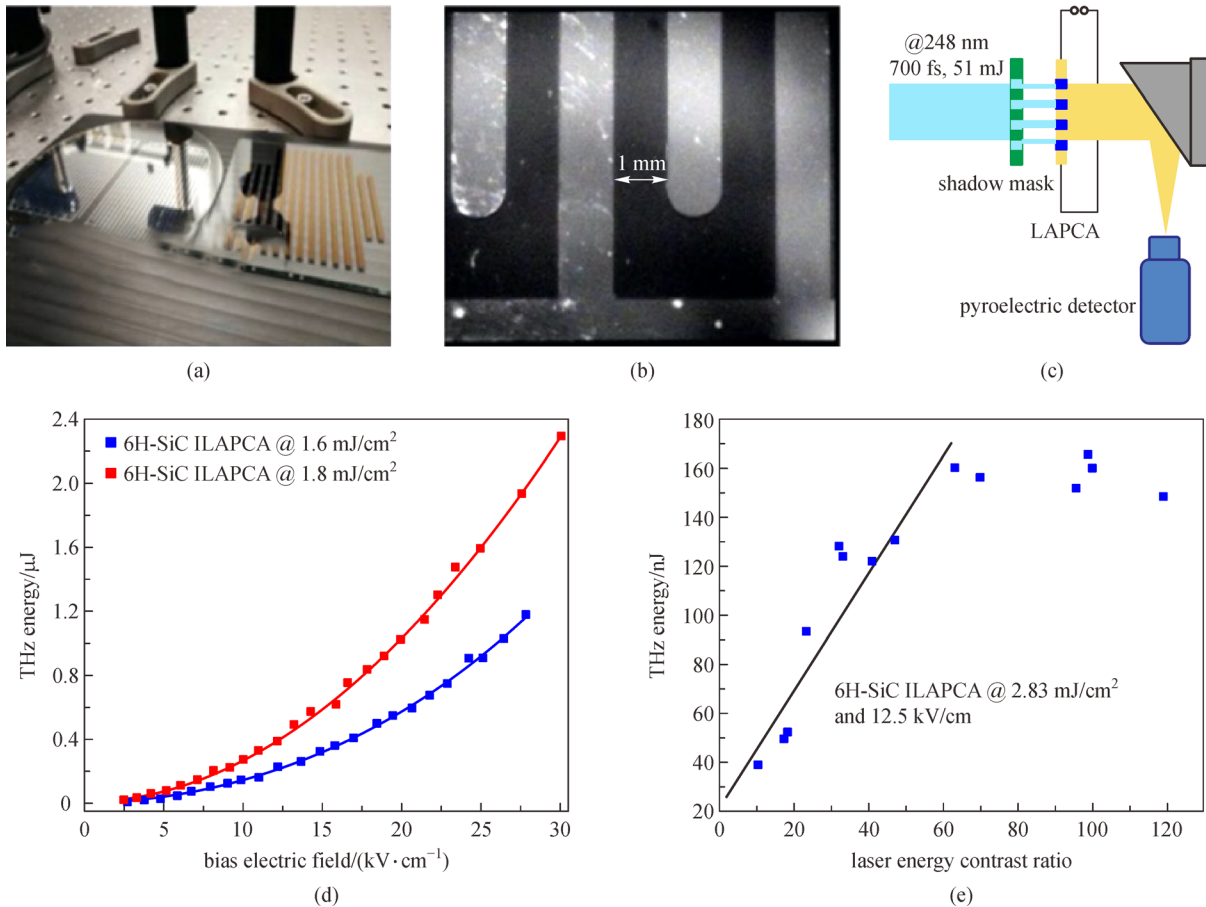 @248 nm
700 fs, 51 mJ
shadow mask
LAPCA
pyroelectric detector
1 mm
(a)
(b)
(c)
2.4
2.0
1.6
1.2
0.8
0.4
0
THz energy/μJ
6H-SiC ILAPCA @ 1.6 mJ/cm²
6H-SiC ILAPCA @ 1.8 mJ/cm²
0 5 10 15 20 25 30
bias electric field/(kV·cm⁻¹)
(d)
180
160
140
120
100
80
60
40
20
THz energy/nJ
6H-SiC ILAPCA @ 2.83 mJ/cm²
and 12.5 kV/cm
0 20 40 60 80 100 120
laser energy contrast ratio
(e)